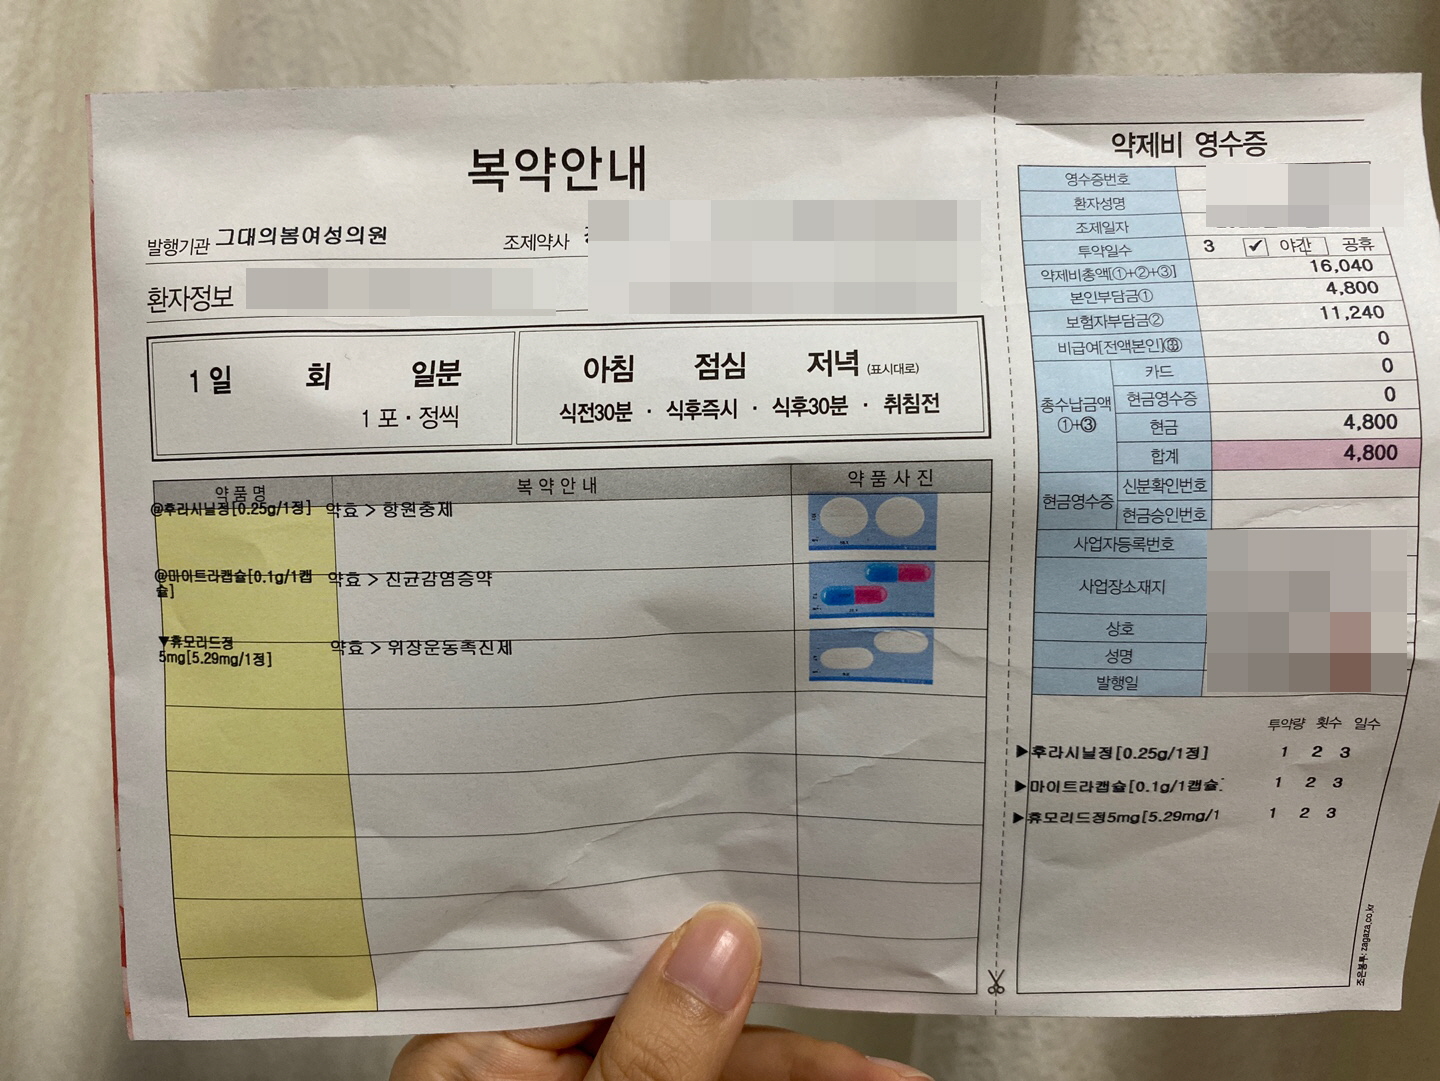 복약안내
발행기관 그대의봄여성의원 조제약사
환자정보
1일 회 일분
1 포 · 정씩
아침 점심 저녁 (표시대로)
식전30분 · 식후즉시 · 식후30분 · 취침전
약 품 명 복 약 안 내 약 품 사 진
@후라시닐정[0.25g/1정] 약효 > 항원충제
@마이트라캡슐[0.1g/1캡
슐] 약효 > 진균감염증약
▼휴모리드정
5mg[5.29mg/1정] 약효 > 위장운동촉진제
약제비 영수증
영수증번호
환자성명
조제일자
투약일수 3 ✔ 야간 공휴
약제비총액[①+②+③] 16,040
본인부담금① 4,800
보험자부담금② 11,240
비급여[전액본인] 0
총수납금액
①+③
카드 0
현금영수증 0
현금 4,800
합계 4,800
현금영수증
신분확인번호
현금승인번호
사업자등록번호
사업장소재지
상호
성명
발행일
투약량 횟수 일수
▶후라시닐정[0.25g/1정] 1 2 3
▶마이트라캡슐[0.1g/1캡슐 1 2 3
▶휴모리드정5mg[5.29mg/1 1 2 3
조은봉투: zagaza.co.kr